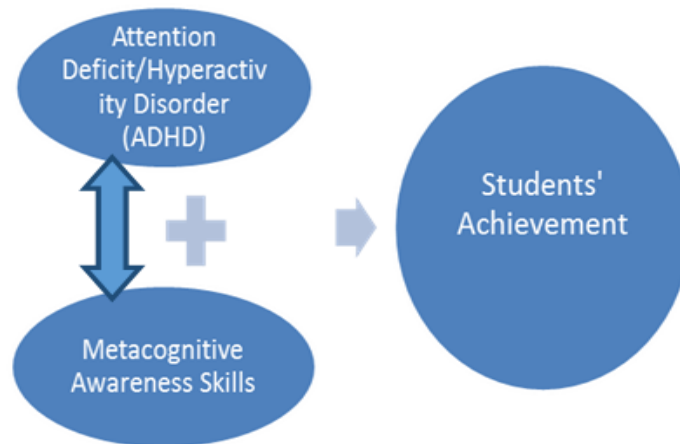 Attention
Deficit/Hyperactiv
ity Disorder
(ADHD)
Students'
Achievement
Metacognitive
Awareness Skills